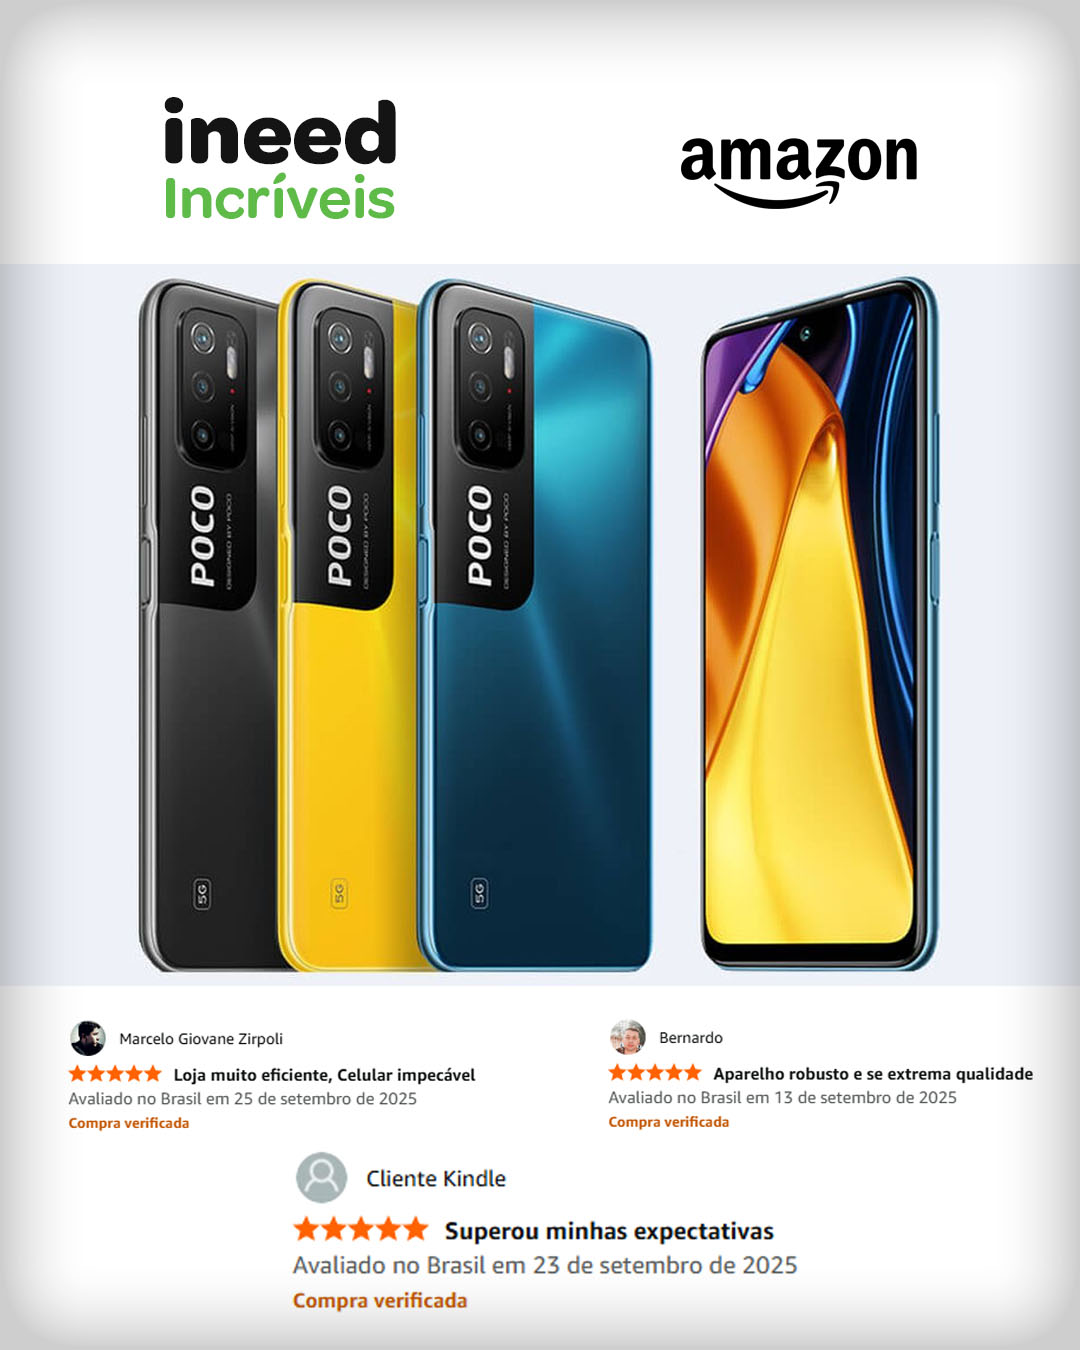 ineed
Incríveis
amazon
POCO
DESIGNED BY POCO
5G
POCO
DESIGNED BY POCO
5G
POCO
DESIGNED BY POCO
5G
Marcelo Giovane Zirpoli
Loja muito eficiente, Celular impecável
Avaliado no Brasil em 25 de setembro de 2025
Compra verificada
Bernardo
Aparelho robusto e se extrema qualidade
Avaliado no Brasil em 13 de setembro de 2025
Compra verificada
Cliente Kindle
Superou minhas expectativas
Avaliado no Brasil em 23 de setembro de 2025
Compra verificada